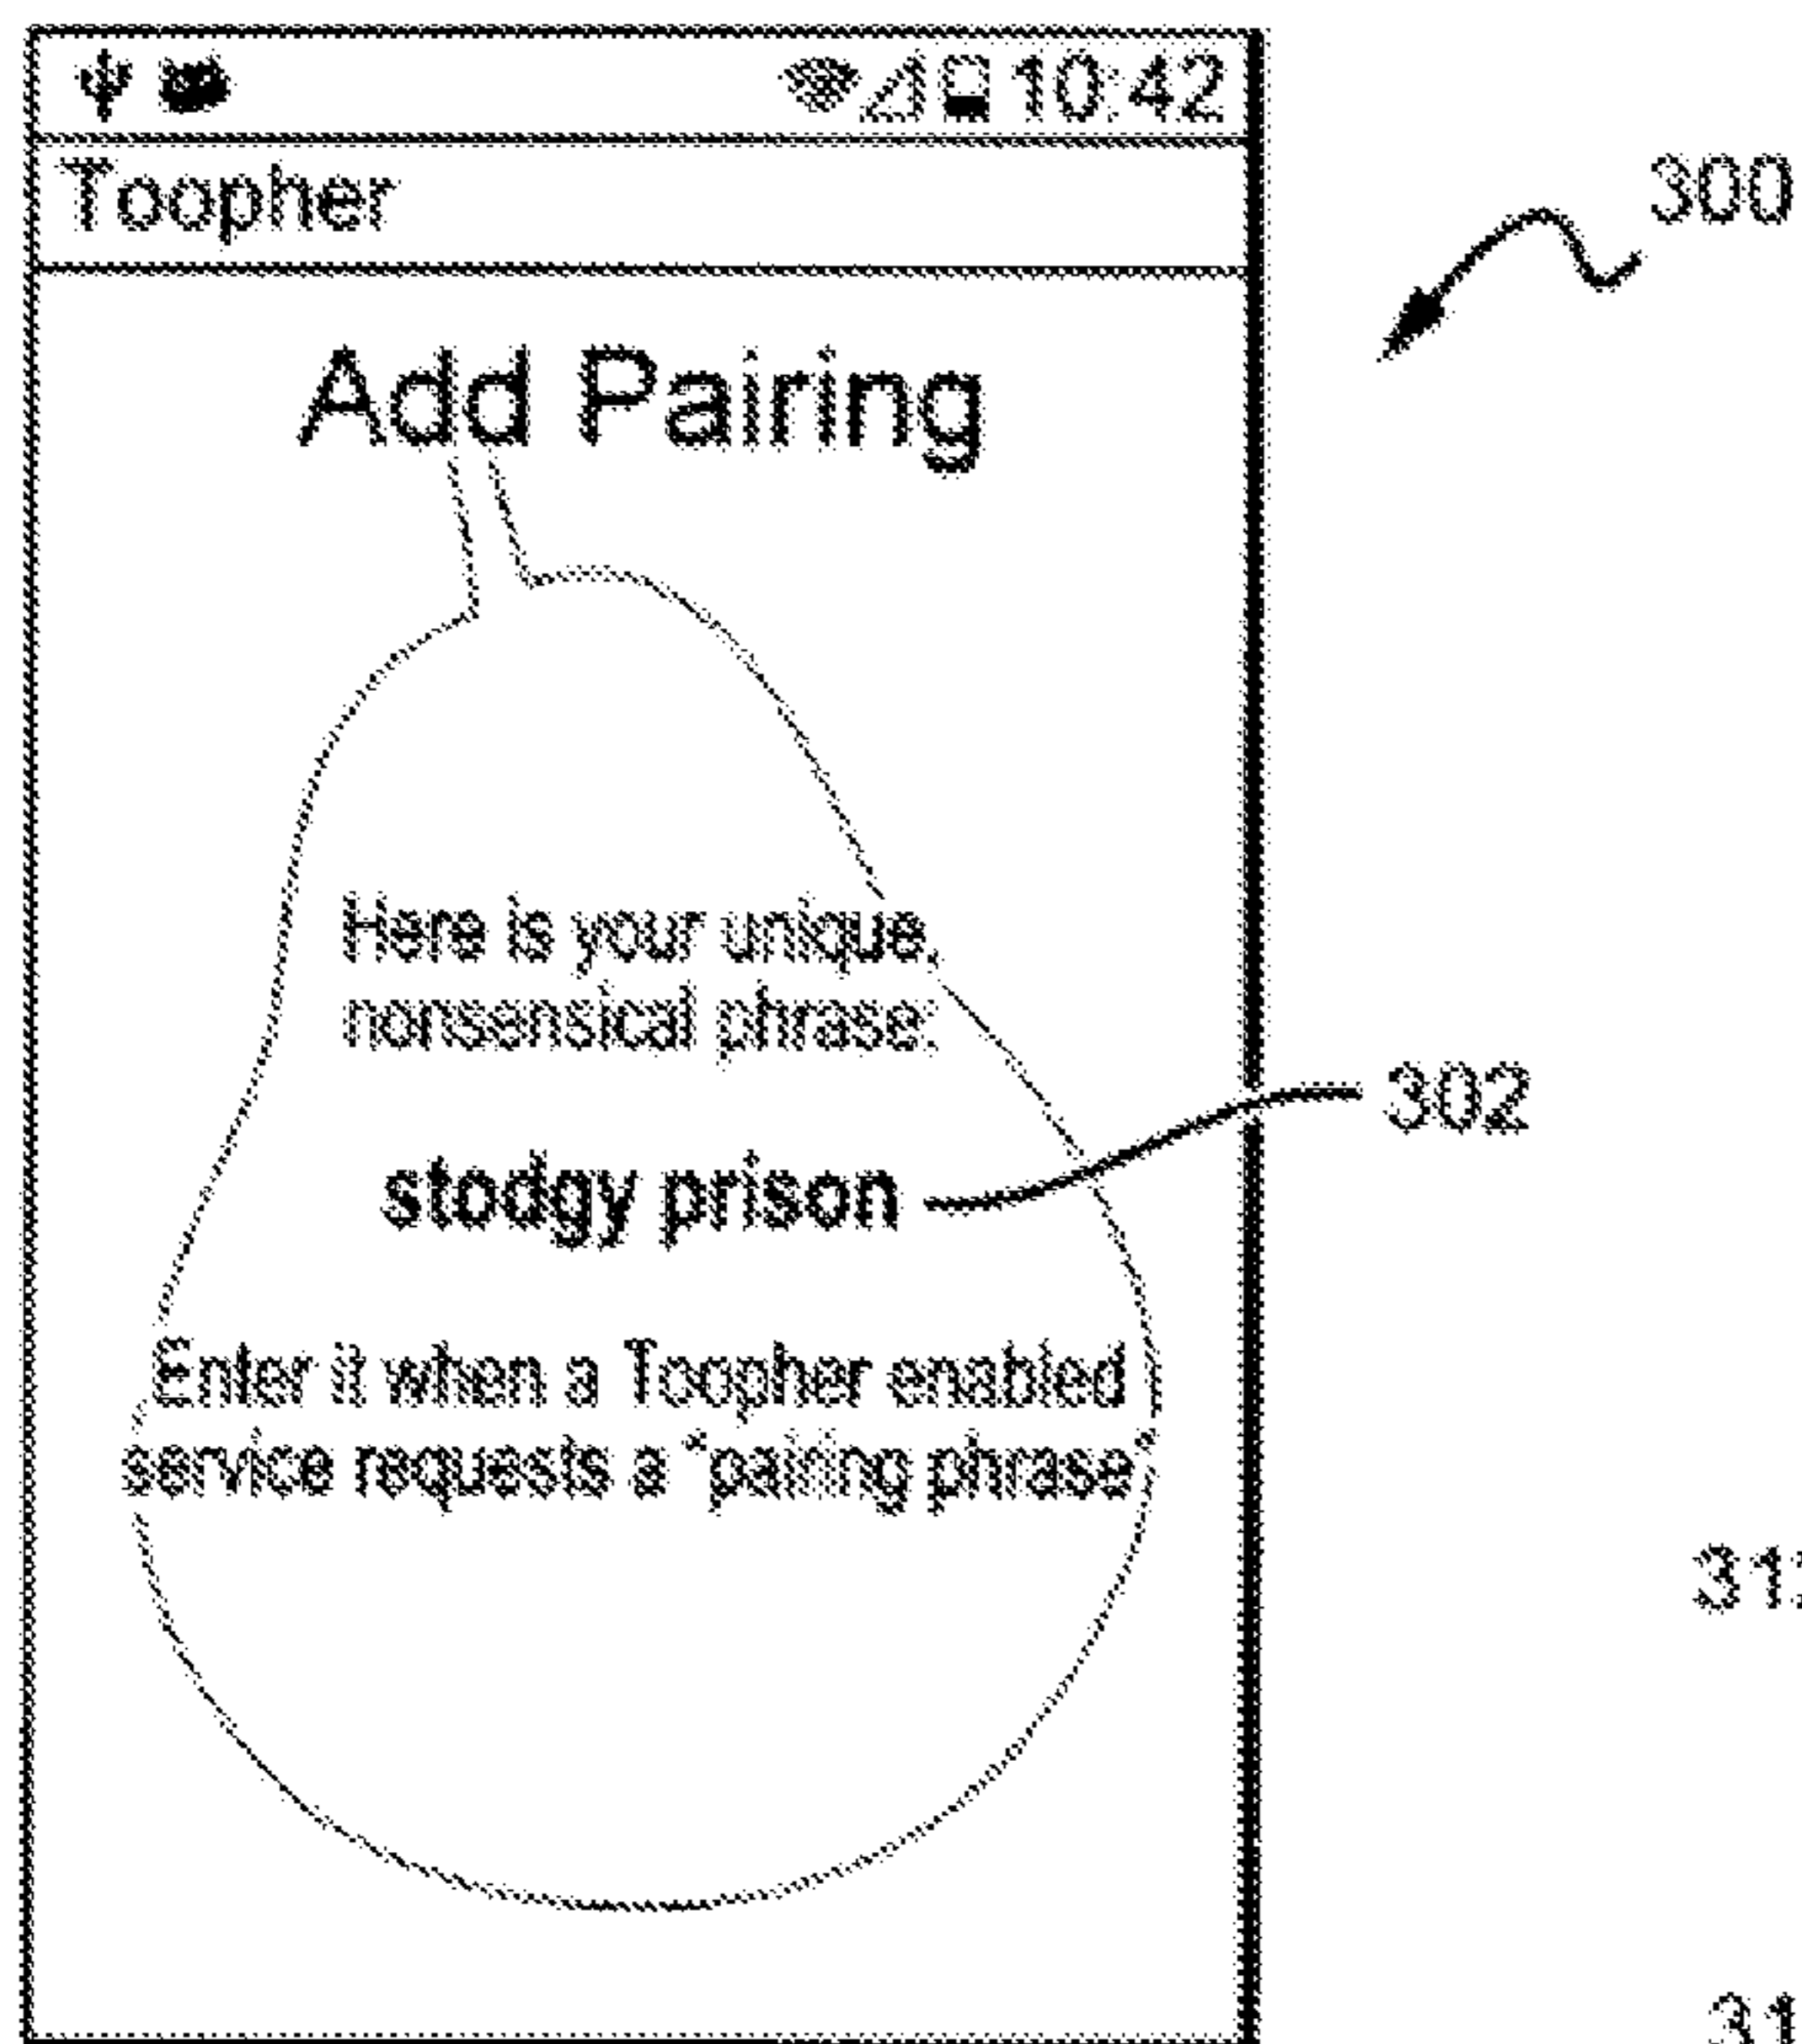 10:42
Toopher
300
Add Pairing
Here is your unique,
nonsensical phrase:
302
stodgy prison
Enter it when a Toopher enabled
service requests a "pairing phrase"